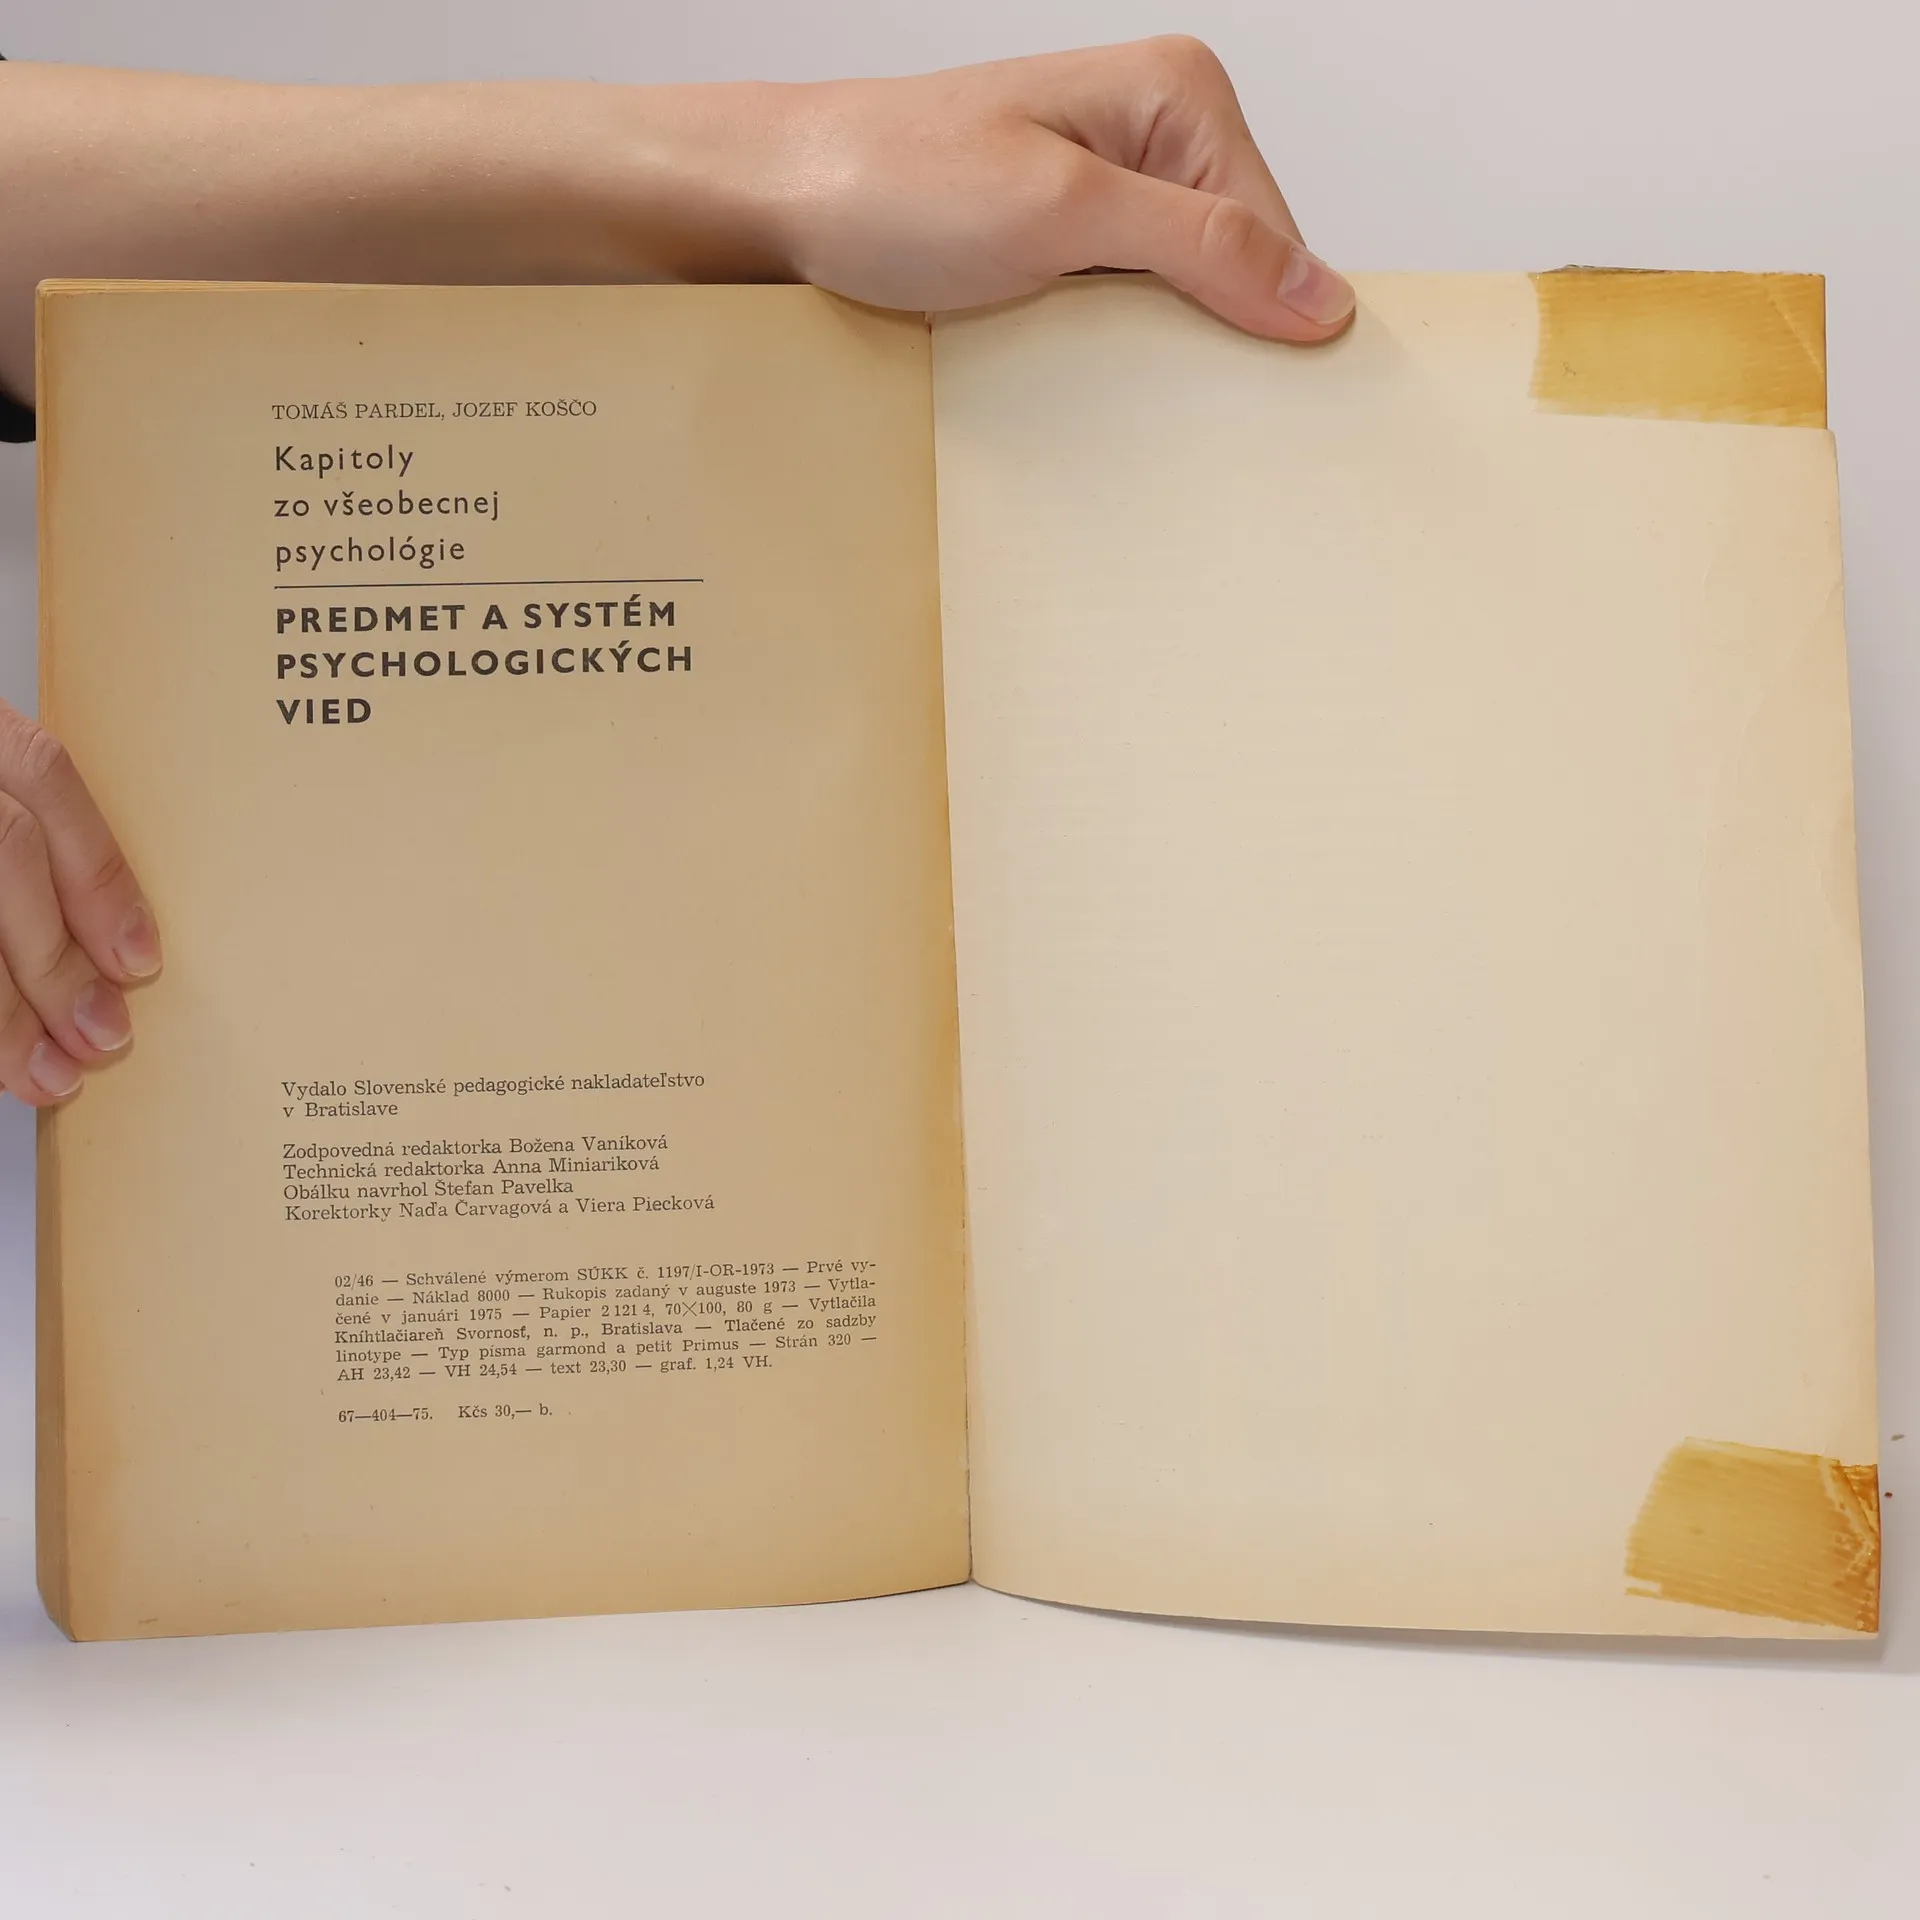 TOMÁŠ PARDEL, JOZEF KOŠČO
Kapitoly
zo všeobecnej
psychológie
PREDMET A SYSTÉM
PSYCHOLOGICKÝCH
VIED
Vydalo Slovenské pedagogické nakladateľstvo
v Bratislave
Zodpovedná redaktorka Božena Vaníková
Technická redaktorka Anna Miniariková
Obálku navrhol Štefan Pavelka
Korektorky Naďa Čarvagová a Viera Piecková
02/46 — Schválené výmerom SÚKK č. 1197/I-OR-1973 — Prvé vy-
danie — Náklad 8000 — Rukopis zadaný v auguste 1973 — Vytla-
čené v januári 1975 — Papier 2 121 4, 70×100, 80 g — Vytlačila
Kníhtlačiareň Svornosť, n. p., Bratislava — Tlačené zo sadzby
linotype — Typ písma garmond a petit Primus — Strán 320 —
AH 23,42 — VH 24,54 — text 23,30 — graf. 1,24 VH.
67—404—75. Kčs 30,— b.